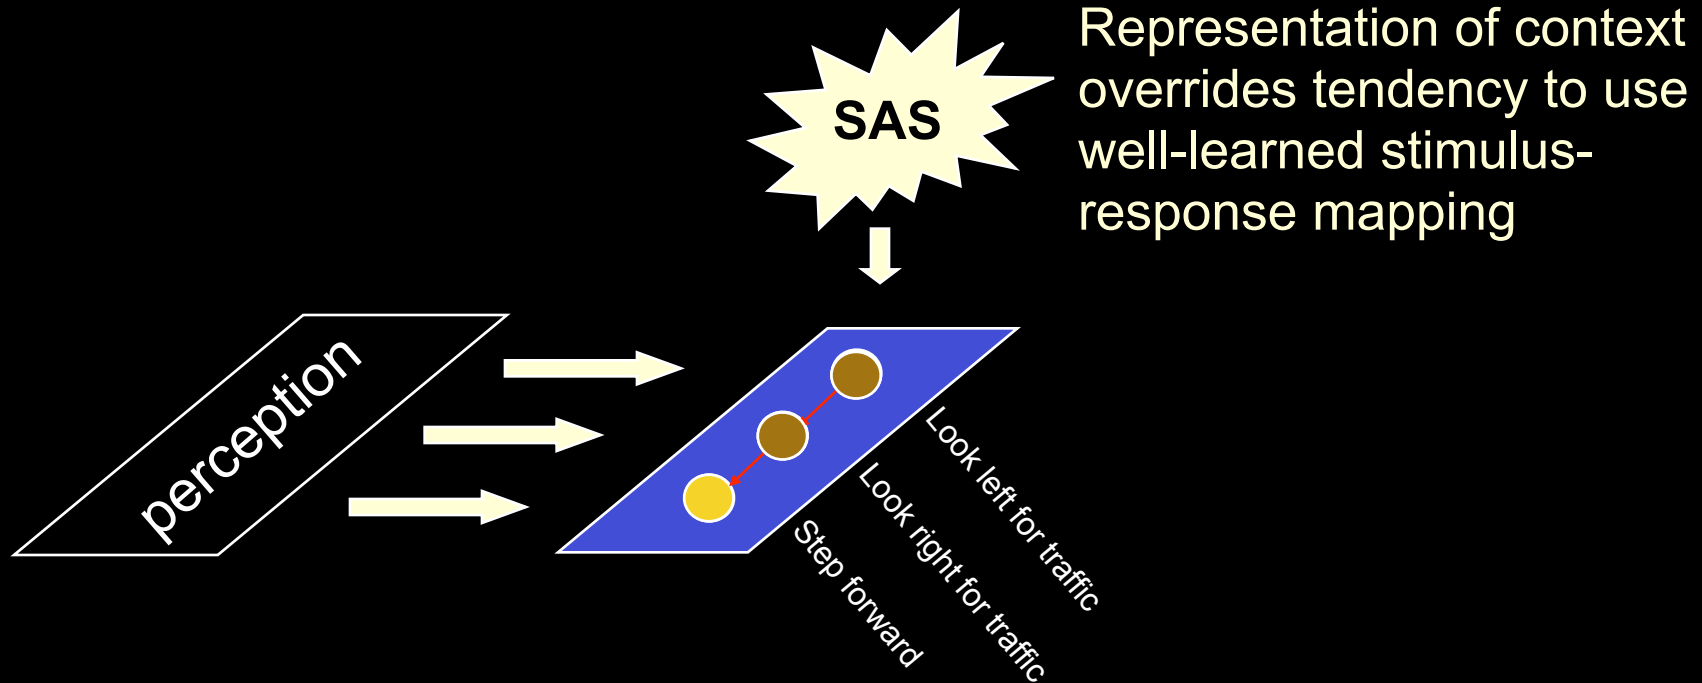 SAS
Representation of context
overrides tendency to use
well-learned stimulus-
response mapping
perception
Look left for traffic
Look right for traffic
Step forward